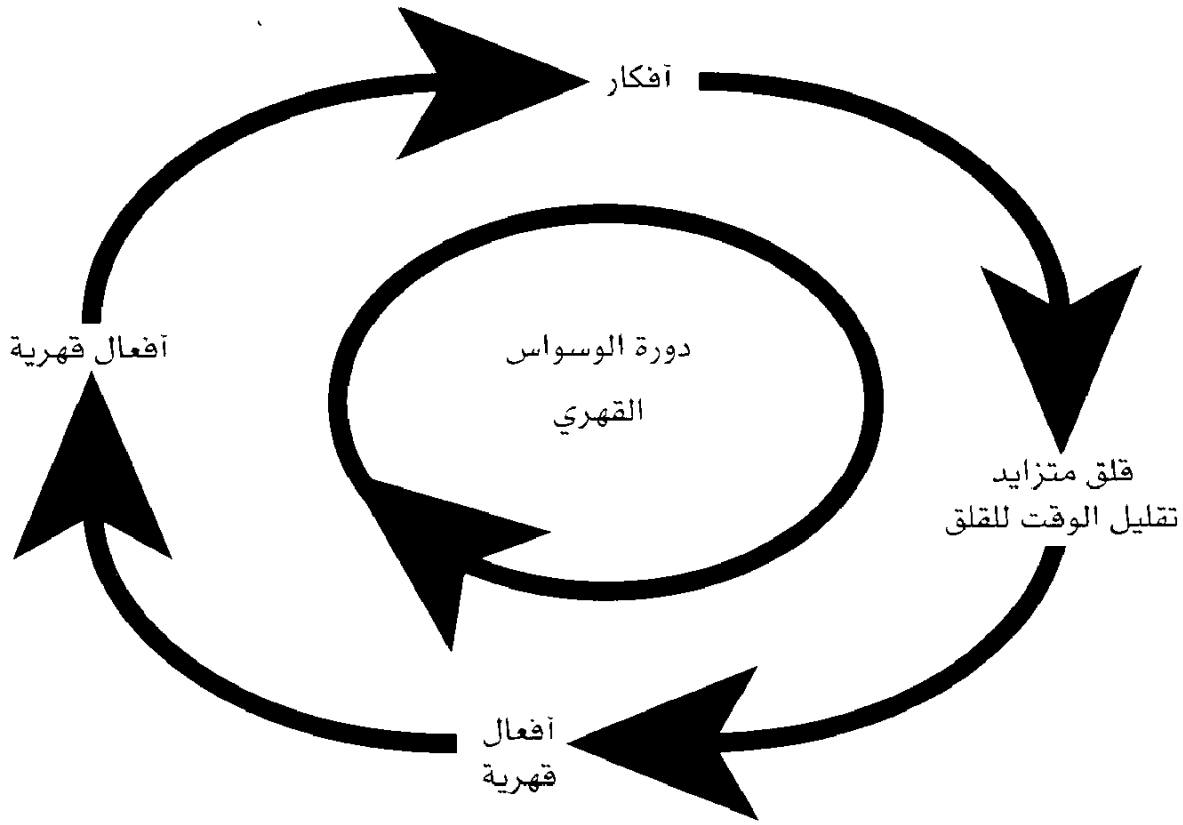 آفكار
دورة الوسواس
القهري
آفعال قهرية
قلق متزايد
تقليل الوقت للقلق
آفعال
قهرية